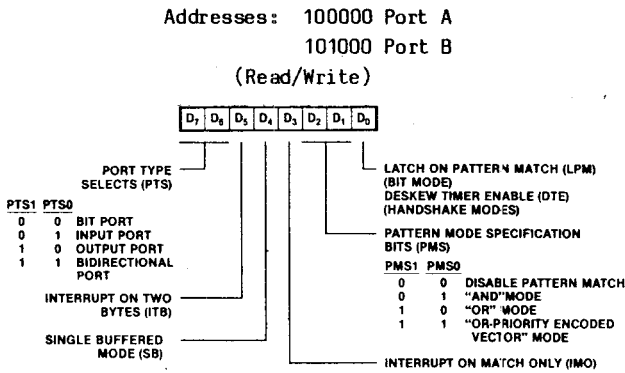 Addresses: 100000 Port A
101000 Port B
(Read/Write)
D7 D6 D5 D4 D3 D2 D1 D0
PORT TYPE
SELECTS (PTS)
PTS1 PTS0
0 0 BIT PORT
0 1 INPUT PORT
1 0 OUTPUT PORT
1 1 BIDIRECTIONAL
PORT
INTERRUPT ON TWO
BYTES (ITB)
SINGLE BUFFERED
MODE (SB)
LATCH ON PATTERN MATCH (LPM)
(BIT MODE)
DESKEW TIMER ENABLE (DTE)
(HANDSHAKE MODES)
PATTERN MODE SPECIFICATION
BITS (PMS)
PMS1 PMS0
0 0 DISABLE PATTERN MATCH
0 1 "AND" MODE
1 0 "OR" MODE
1 1 "OR-PRIORITY ENCODED
VECTOR" MODE
INTERRUPT ON MATCH ONLY (IMO)